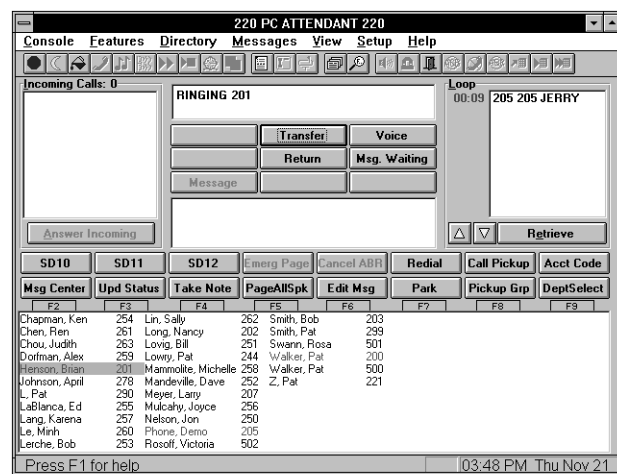 220 PC ATTENDANT 220
Console Features Directory Messages View Setup Help
Incoming Calls: 0
RINGING 201
Loop
00:09 205 205 JERRY
Transfer Voice
Return Msg. Waiting
Message
Answer Incoming
Retrieve
SD10 SD11 SD12 Emerg Page Cancel ABR Redial Call Pickup Acct Code
Msg Center Upd Status Take Note PageAllSpk Edit Msg Park Pickup Grp DeptSelect
F2 F3 F4 F5 F6 F7 F8 F9
Chapman, Ken 254 Lin, Sally 262 Smith, Bob 203
Chen, Ren 261 Long, Nancy 202 Smith, Pat 299
Chou, Judith 263 Lovig, Bill 251 Swann, Rosa 501
Dorfman, Alex 259 Lowry, Pat 244 Walker, Pat 200
Henson, Brian 201 Mammolite, Michelle 258 Walker, Pat 500
Johnson, April 278 Mandeville, Dave 252 Z, Pat 221
L, Pat 290 Meyer, Larry 207
LaBlanca, Ed 255 Mulcahy, Joyce 256
Lang, Karena 257 Nelson, Jon 250
Le, Minh 260 Phone, Demo 205
Lerche, Bob 253 Rosoff, Victoria 502
Press F1 for help 03:48 PM Thu Nov 21